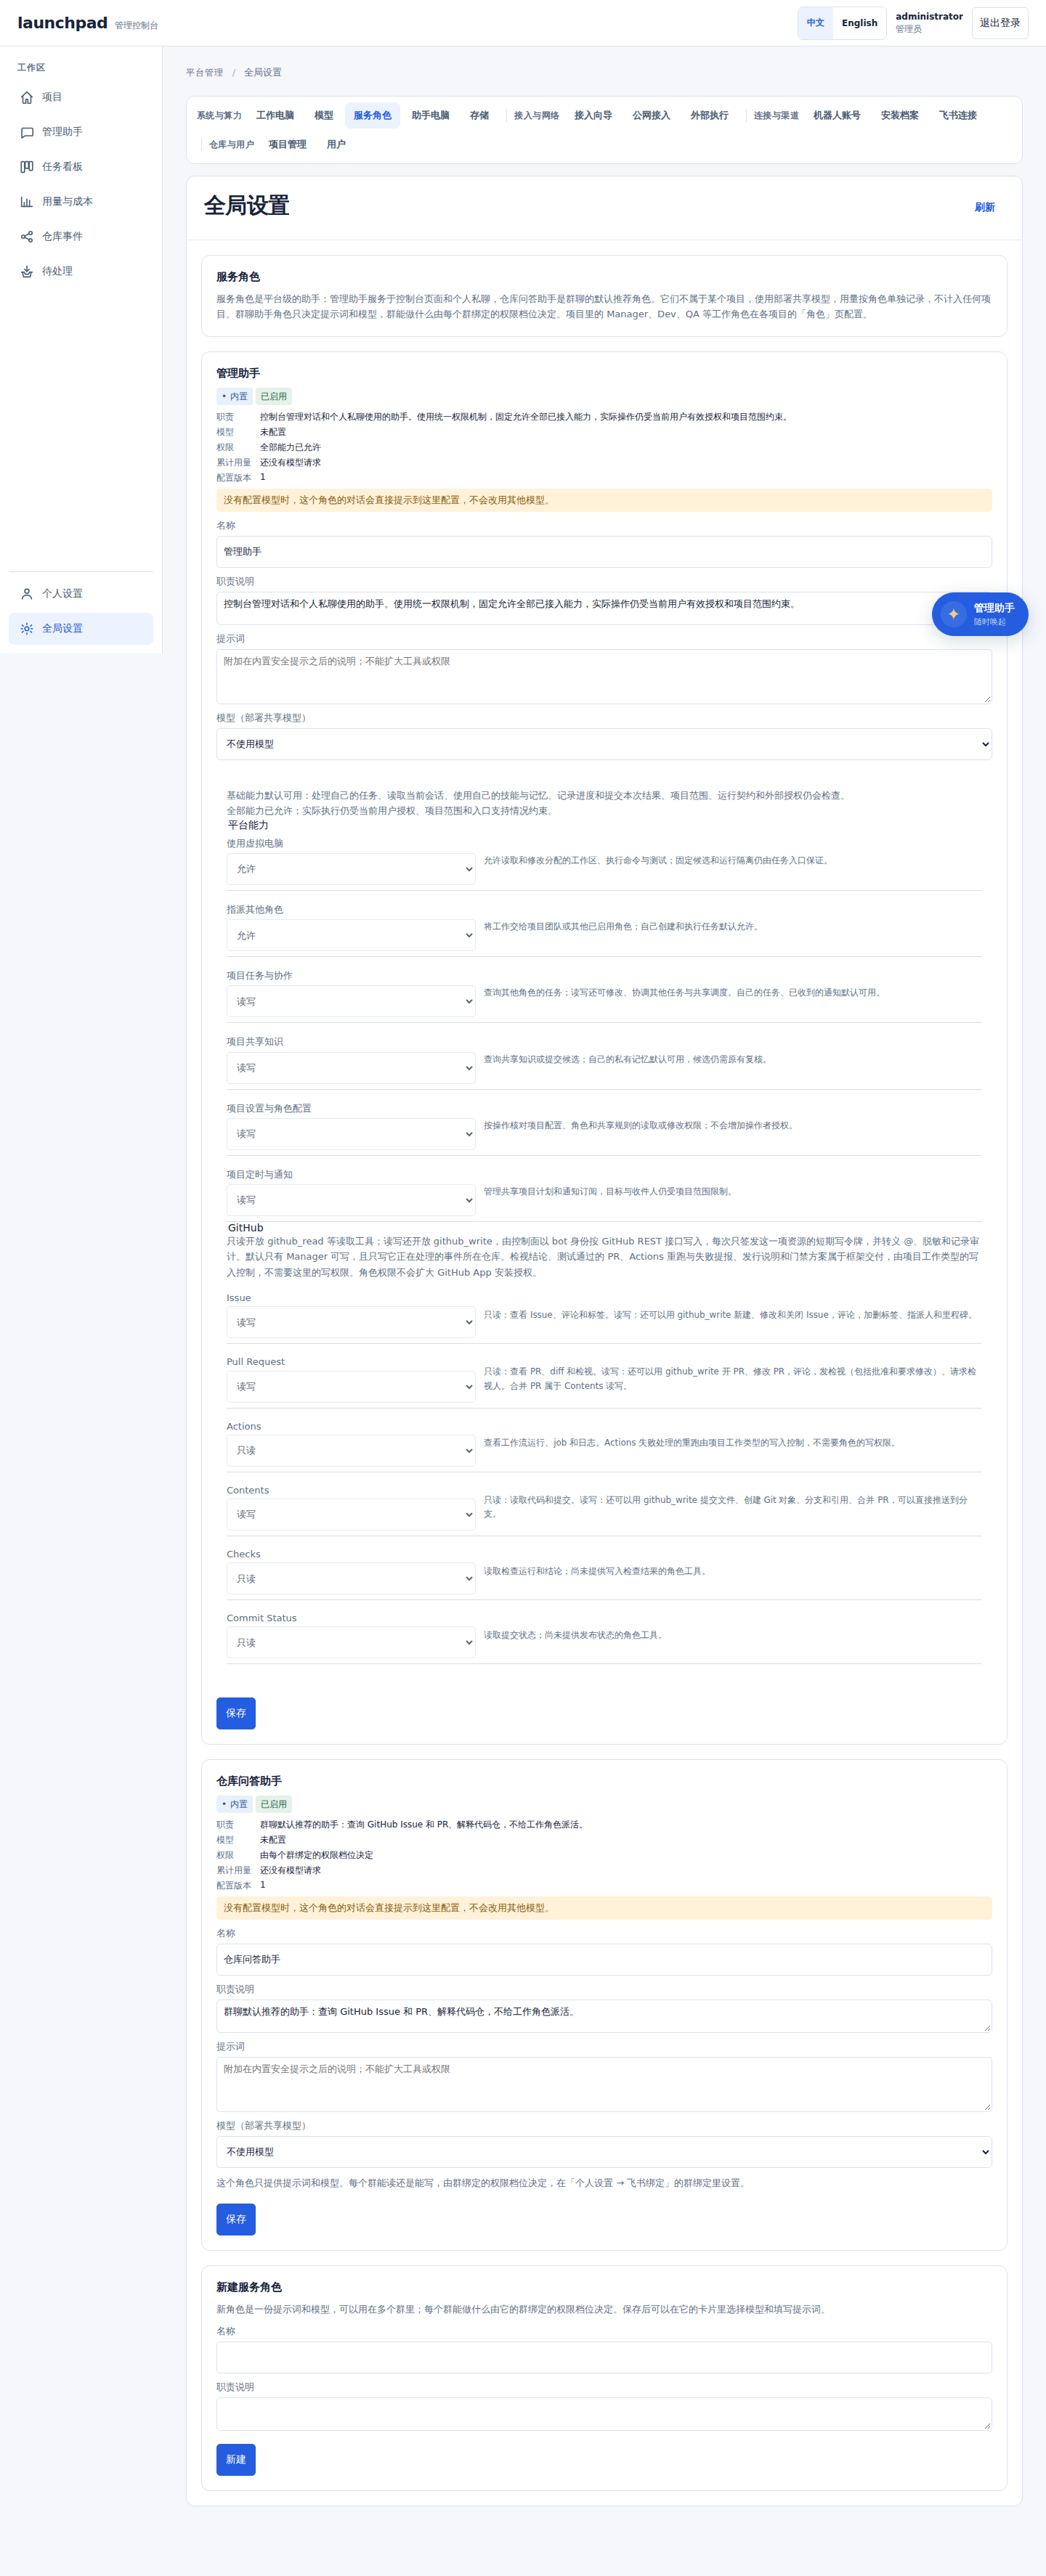 launchpad 管理控制台
中文 English administrator 管理员 退出登录
工作区
项目
管理助手
任务看板
用量与成本
仓库事件
待处理
个人设置
全局设置
平台管理 / 全局设置
系统与算力 工作电脑 模型 服务角色 助手电脑 存储 接入与网络 接入向导 公网接入 外部执行 连接与渠道 机器人账号 安装档案 飞书连接
仓库与用户 项目管理 用户
全局设置
刷新
服务角色
服务角色是平台级的助手：管理助手服务于控制台页面和个人私聊，仓库问答助手是群聊的默认推荐角色。它们不属于某个项目，使用部署共享模型，用量按角色单独记录，不计入任何项
目。群聊助手角色只决定提示词和模型，群能做什么由每个群绑定的权限档位决定。项目里的 Manager、Dev、QA 等工作角色在各项目的「角色」页配置。
管理助手
• 内置 已启用
职责 控制台管理对话和个人私聊使用的助手。使用统一权限机制，固定允许全部已接入能力，实际操作仍受当前用户有效授权和项目范围约束。
模型 未配置
权限 全部能力已允许
累计用量 还没有模型请求
配置版本 1
没有配置模型时，这个角色的对话会直接提示到这里配置，不会改用其他模型。
名称
管理助手
职责说明
控制台管理对话和个人私聊使用的助手。使用统一权限机制，固定允许全部已接入能力，实际操作仍受当前用户有效授权和项目范围约束。
✦ 管理助手
随时唤起
提示词
附加在内置安全提示之后的说明；不能扩大工具或权限
模型（部署共享模型）
不使用模型
基础能力默认可用：处理自己的任务、读取当前会话、使用自己的技能与记忆、记录进度和提交本次结果。项目范围、运行契约和外部授权仍会检查。
全部能力已允许；实际执行仍受当前用户授权、项目范围和入口支持情况约束。
平台能力
使用虚拟电脑
允许 允许读取和修改分配的工作区、执行命令与测试；固定候选和运行隔离仍由任务入口保证。
指派其他角色
允许 将工作交给项目团队或其他已启用角色；自己创建和执行任务默认允许。
项目任务与协作
读写 查询其他角色的任务；读写还可修改、协调其他任务与共享调度。自己的任务、已收到的通知默认可用。
项目共享知识
读写 查询共享知识或提交候选；自己的私有记忆默认可用，候选仍需原有复核。
项目设置与角色配置
读写 按操作核对项目配置、角色和共享规则的读取或修改权限；不会增加操作者授权。
项目定时与通知
读写 管理共享项目计划和通知订阅，目标与收件人仍受项目范围限制。
GitHub
只读开放 github_read 等读取工具；读写还开放 github_write，由控制面以 bot 身份按 GitHub REST 接口写入，每次只签发这一项资源的短期写令牌，并转义 @、脱敏和记录审
计。默认只有 Manager 可写，且只写它正在处理的事件所在仓库。检视结论、测试通过的 PR、Actions 重跑与失败提报、发行说明和门禁方案属于框架交付，由项目工作类型的写
入控制，不需要这里的写权限。角色权限不会扩大 GitHub App 安装授权。
Issue
读写 只读：查看 Issue、评论和标签。读写：还可以用 github_write 新建、修改和关闭 Issue，评论，加删标签、指派人和里程碑。
Pull Request
读写 只读：查看 PR、diff 和检视。读写：还可以用 github_write 开 PR、修改 PR，评论，发检视（包括批准和要求修改）、请求检
视人。合并 PR 属于 Contents 读写。
Actions
只读 查看工作流运行、job 和日志。Actions 失败处理的重跑由项目工作类型的写入控制，不需要角色的写权限。
Contents
读写 只读：读取代码和提交。读写：还可以用 github_write 提交文件、创建 Git 对象、分支和引用、合并 PR，可以直接推送到分
支。
Checks
只读 读取检查运行和结论；尚未提供写入检查结果的角色工具。
Commit Status
只读 读取提交状态；尚未提供发布状态的角色工具。
保存
仓库问答助手
• 内置 已启用
职责 群聊默认推荐的助手：查询 GitHub Issue 和 PR、解释代码仓，不给工作角色派活。
模型 未配置
权限 由每个群绑定的权限档位决定
累计用量 还没有模型请求
配置版本 1
没有配置模型时，这个角色的对话会直接提示到这里配置，不会改用其他模型。
名称
仓库问答助手
职责说明
群聊默认推荐的助手：查询 GitHub Issue 和 PR、解释代码仓，不给工作角色派活。
提示词
附加在内置安全提示之后的说明；不能扩大工具或权限
模型（部署共享模型）
不使用模型
这个角色只提供提示词和模型。每个群能读还是能写，由群绑定的权限档位决定，在「个人设置 → 飞书绑定」的群绑定里设置。
保存
新建服务角色
新角色是一份提示词和模型，可以用在多个群里；每个群能做什么由它的群绑定的权限档位决定。保存后可以在它的卡片里选择模型和填写提示词。
名称
职责说明
新建